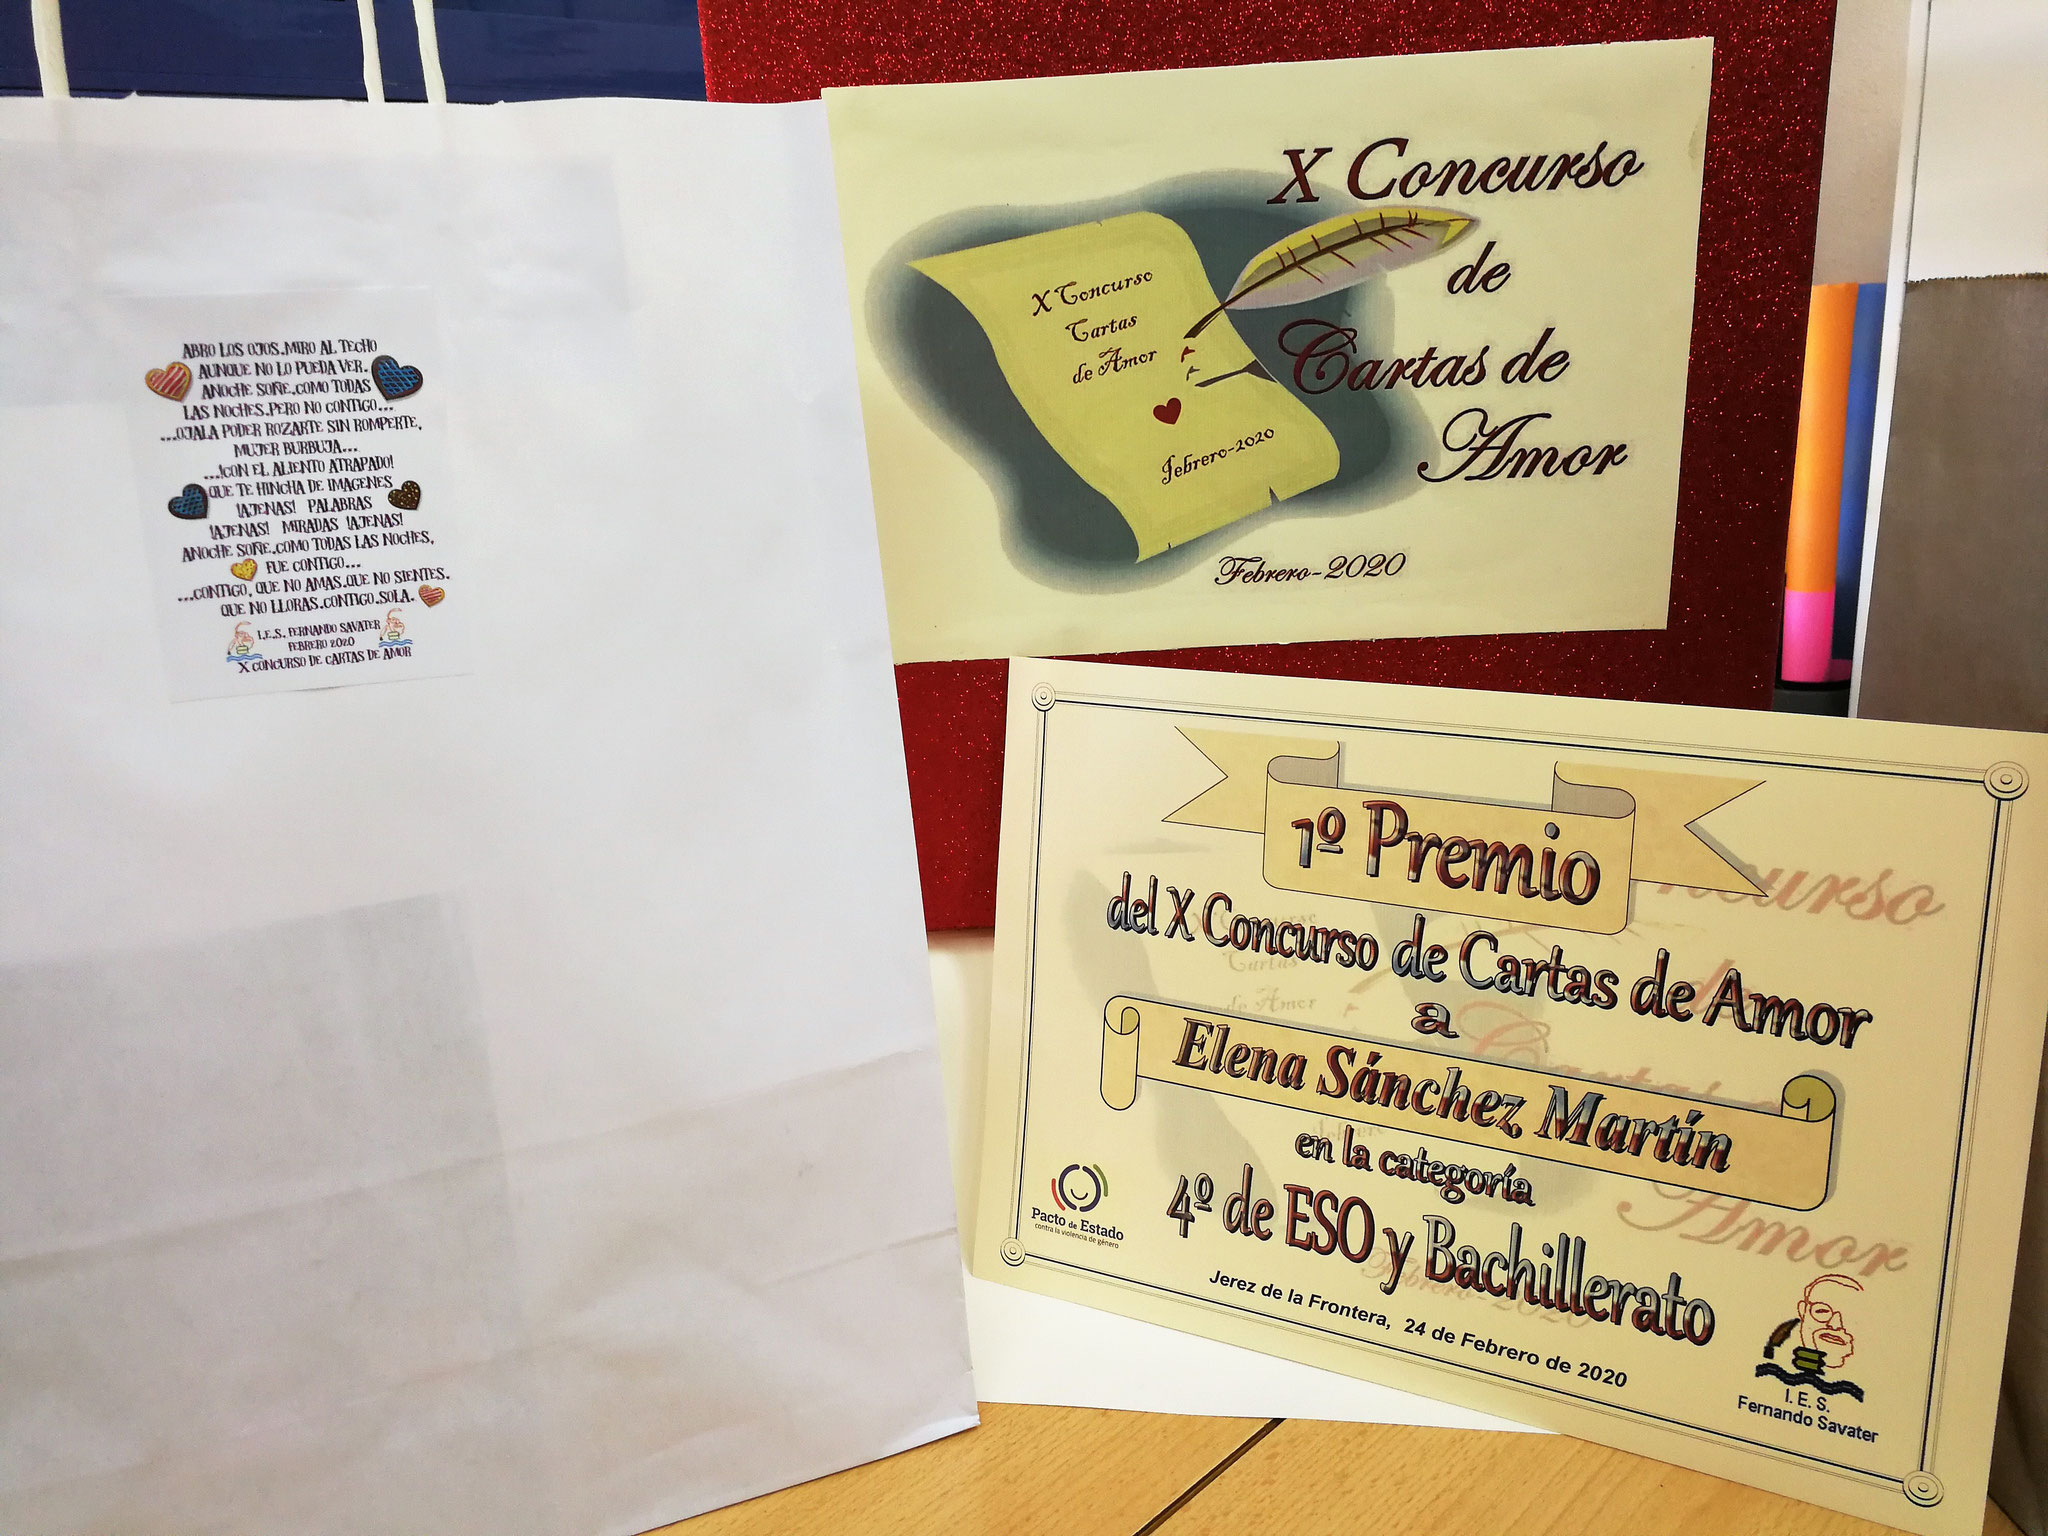 ABRO LOS OJOS.MIRO AL TECHO
AUNQUE NO LO PUEDA VER.
ANOCHE SOÑE.COMO TODAS
LAS NOCHES.PERO NO CONTIGO...
...OJALA PODER ROZARTE SIN ROMPERTE,
MUJER BURBUJA...
...¡CON EL ALIENTO ATRAPADO!
QUE TE HINCHA DE IMAGENES
¡AJENAS! PALABRAS
¡AJENAS! MIRADAS ¡AJENAS!
ANOCHE SOÑE.COMO TODAS LAS NOCHES,
FUE CONTIGO...
...CONTIGO, QUE NO AMAS.QUE NO SIENTES.
QUE NO LLORAS.CONTIGO.SOLA.
I.E.S. FERNANDO SAVATER
FEBRERO 2020
X CONCURSO DE CARTAS DE AMOR
X Concurso
de
Cartas de
Amor
Febrero-2020
X Concurso
Cartas
de Amor
Febrero-2020
1º Premio
del X Concurso de Cartas de Amor
a
Elena Sánchez Martín
en la categoría
4º de ESO y Bachillerato
Jerez de la Frontera, 24 de Febrero de 2020
Pacto de Estado
contra la violencia de género
I. E. S.
Fernando Savater